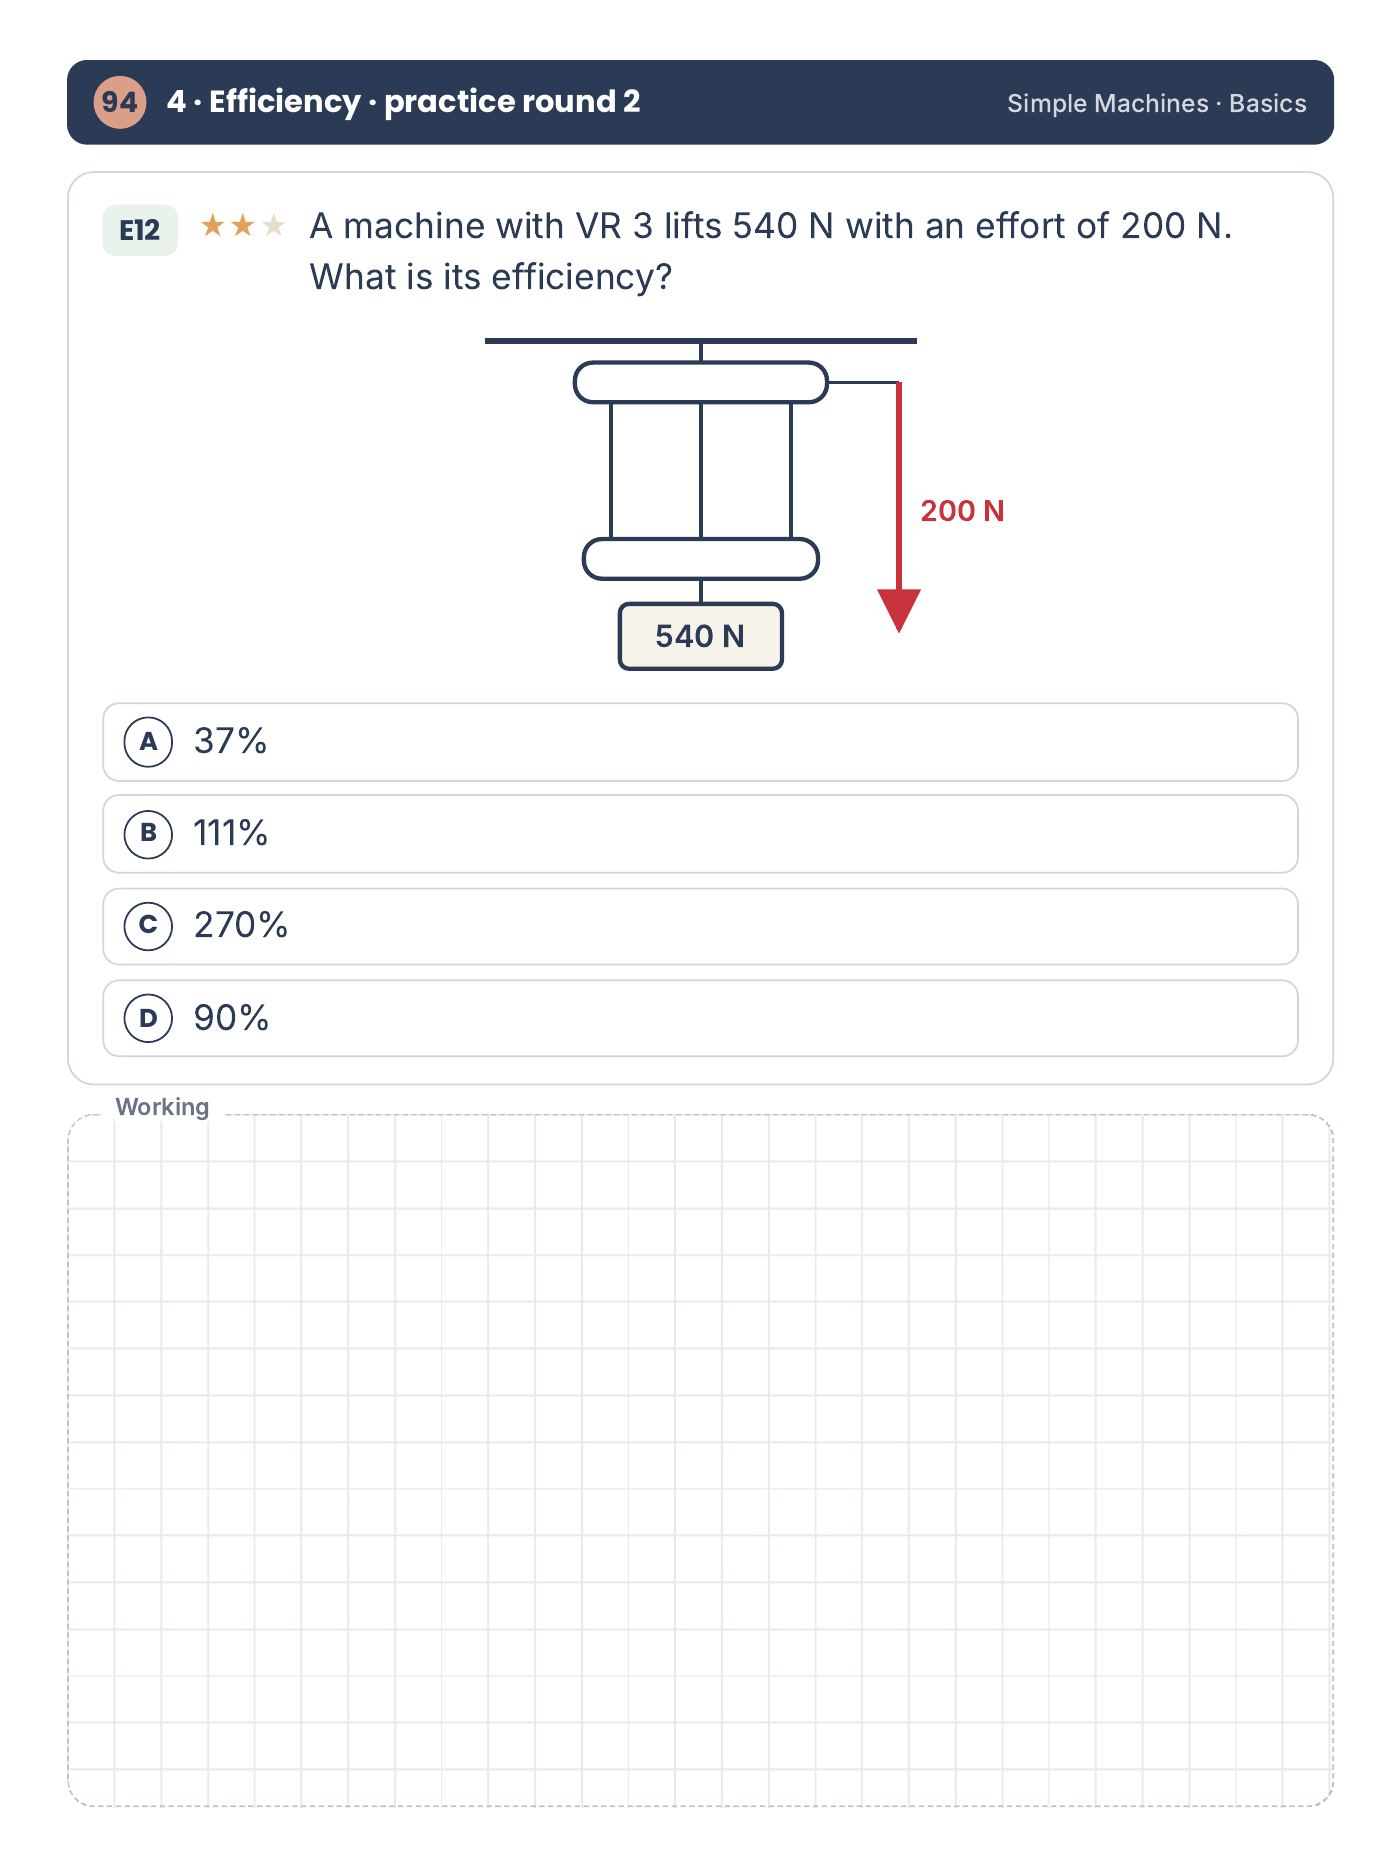 94 4 · Efficiency · practice round 2 Simple Machines · Basics
E12 ★★★ A machine with VR 3 lifts 540 N with an effort of 200 N.
What is its efficiency?
200 N
540 N
A 37%
B 111%
C 270%
D 90%
Working